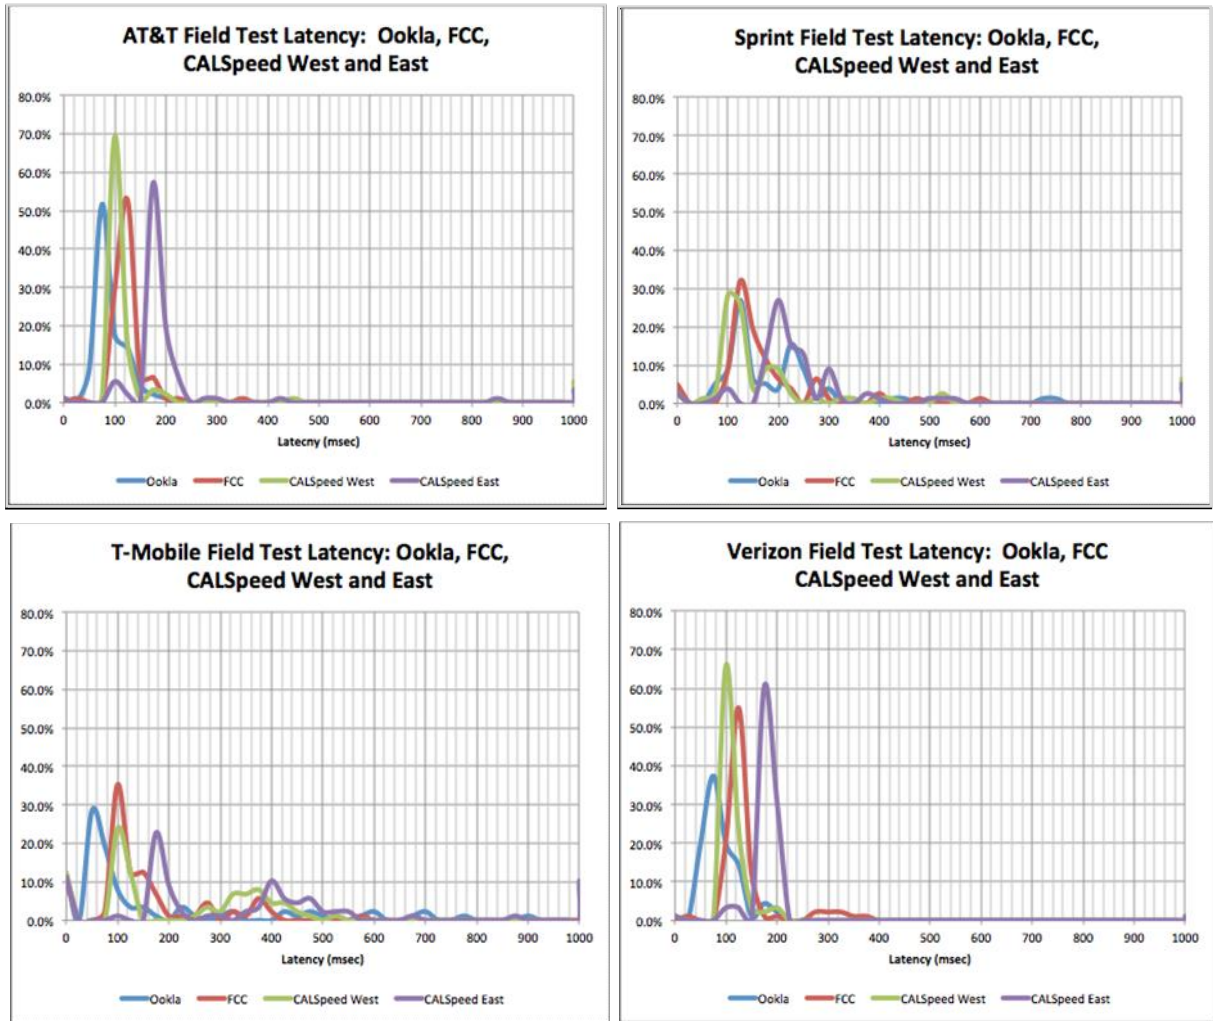 AT&T Field Test Latency: Ookla, FCC,
CALSpeed West and East
80.0%
70.0%
60.0%
50.0%
40.0%
30.0%
20.0%
10.0%
0.0%
0 100 200 300 400 500 600 700 800 900 1000
Latecny (msec)
Ookla FCC CALSpeed West CALSpeed East
Sprint Field Test Latency: Ookla, FCC,
CALSpeed West and East
80.0%
70.0%
60.0%
50.0%
40.0%
30.0%
20.0%
10.0%
0.0%
0 100 200 300 400 500 600 700 800 900 1000
Latency (msec)
Ookla FCC CALSpeed West CALSpeed East
T-Mobile Field Test Latency: Ookla, FCC,
CALSpeed West and East
80.0%
70.0%
60.0%
50.0%
40.0%
30.0%
20.0%
10.0%
0.0%
0 100 200 300 400 500 600 700 800 900 1000
Latency (msec)
Ookla FCC CALSpeed West CALSpeed East
Verizon Field Test Latency: Ookla, FCC
CALSpeed West and East
80.0%
70.0%
60.0%
50.0%
40.0%
30.0%
20.0%
10.0%
0.0%
0 100 200 300 400 500 600 700 800 900 1000
Latency (msec)
Ookla FCC CALSpeed West CALSpeed East